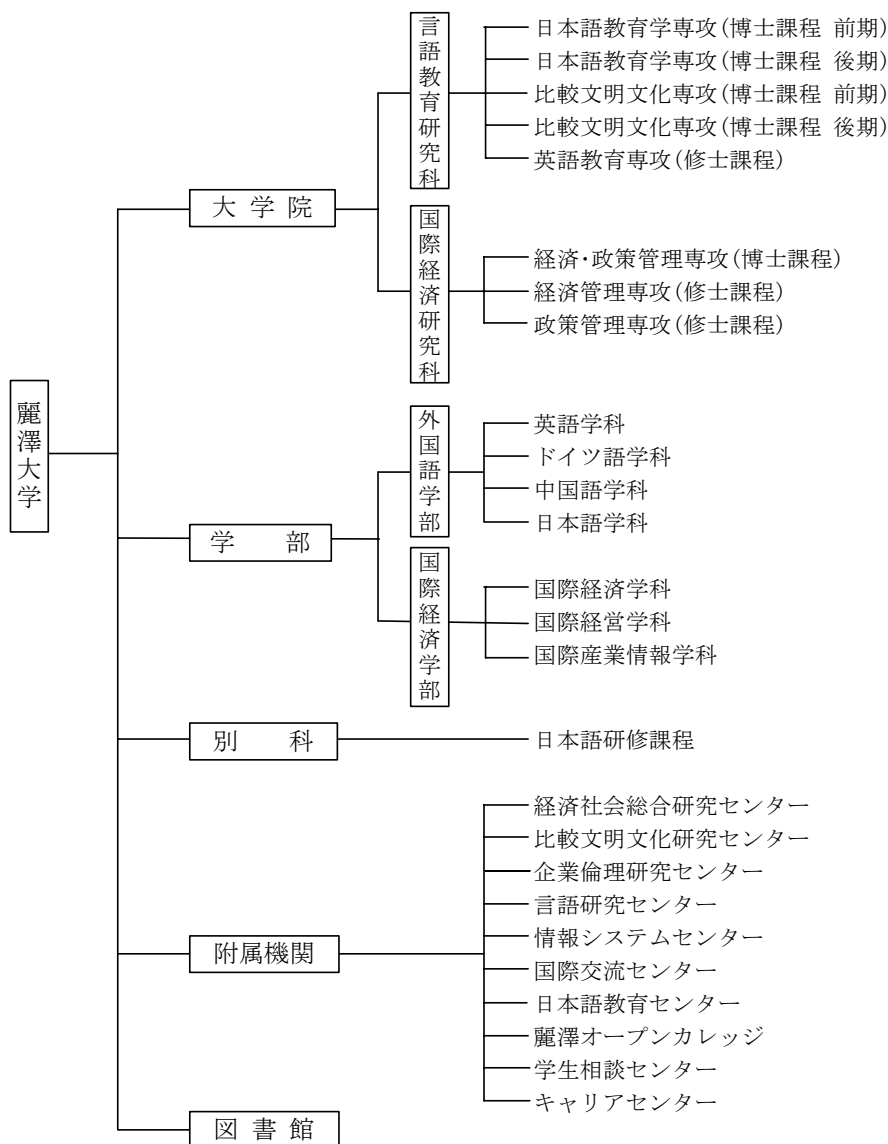 麗澤大学
大学院
言語教育研究科
日本語教育学専攻(博士課程 前期)
日本語教育学専攻(博士課程 後期)
比較文明文化専攻(博士課程 前期)
比較文明文化専攻(博士課程 後期)
英語教育専攻(修士課程)
国際経済研究科
経済・政策管理専攻(博士課程)
経済管理専攻(修士課程)
政策管理専攻(修士課程)
学部
外国語学部
英語学科
ドイツ語学科
中国語学科
日本語学科
国際経済学部
国際経済学科
国際経営学科
国際産業情報学科
別科
日本語研修課程
附属機関
経済社会総合研究センター
比較文明文化研究センター
企業倫理研究センター
言語研究センター
情報システムセンター
国際交流センター
日本語教育センター
麗澤オープンカレッジ
学生相談センター
キャリアセンター
図書館